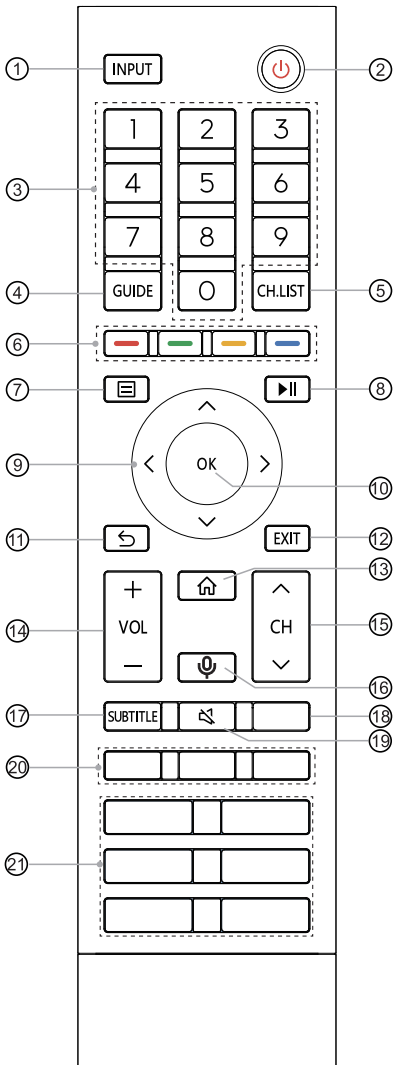 ① INPUT ②
1 2 3
③ 4 5 6
7 8 9
④ GUIDE 0 CH.LIST ⑤
⑥
⑦ ⑧
⑨ OK ⑩
⑪ EXIT ⑫
⑬
⑭ + VOL − CH ⑮
⑯
⑰ SUBTITLE ⑱
⑲
⑳
㉑